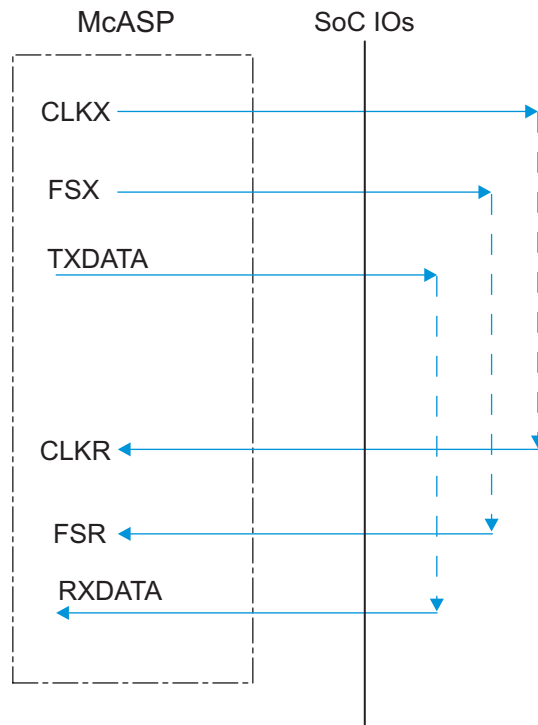 McASP
SoC IOs
CLKX
FSX
TXDATA
CLKR
FSR
RXDATA